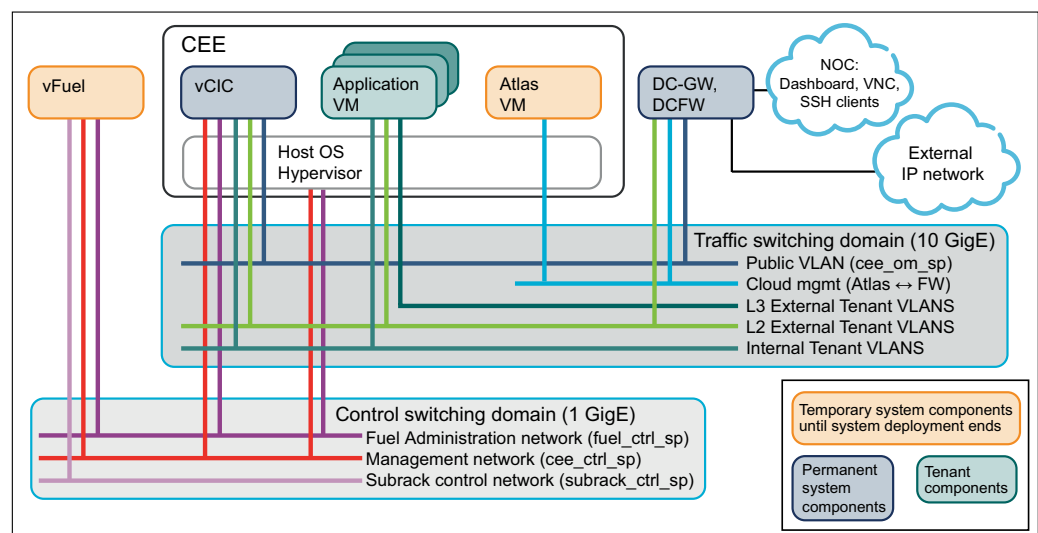 CEE
vFuel
vCIC
Application
VM
Atlas
VM
DC-GW,
DCFW
NOC:
Dashboard, VNC,
SSH clients
External
IP network
Host OS
Hypervisor
Traffic switching domain (10 GigE)
Public VLAN (cee_om_sp)
Cloud mgmt (Atlas ↔ FW)
L3 External Tenant VLANS
L2 External Tenant VLANS
Internal Tenant VLANS
Control switching domain (1 GigE)
Fuel Administration network (fuel_ctrl_sp)
Management network (cee_ctrl_sp)
Subrack control network (subrack_ctrl_sp)
Temporary system components
until system deployment ends
Permanent
system
components
Tenant
components